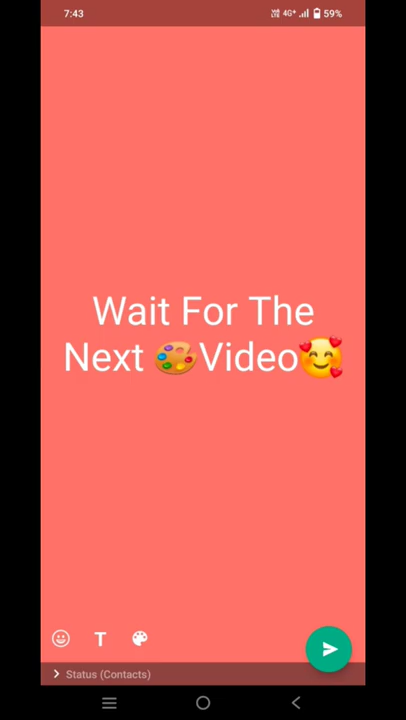 7:43
4G+ 59%
Wait For The
Next 🎨Video🥰
T
Status (Contacts)